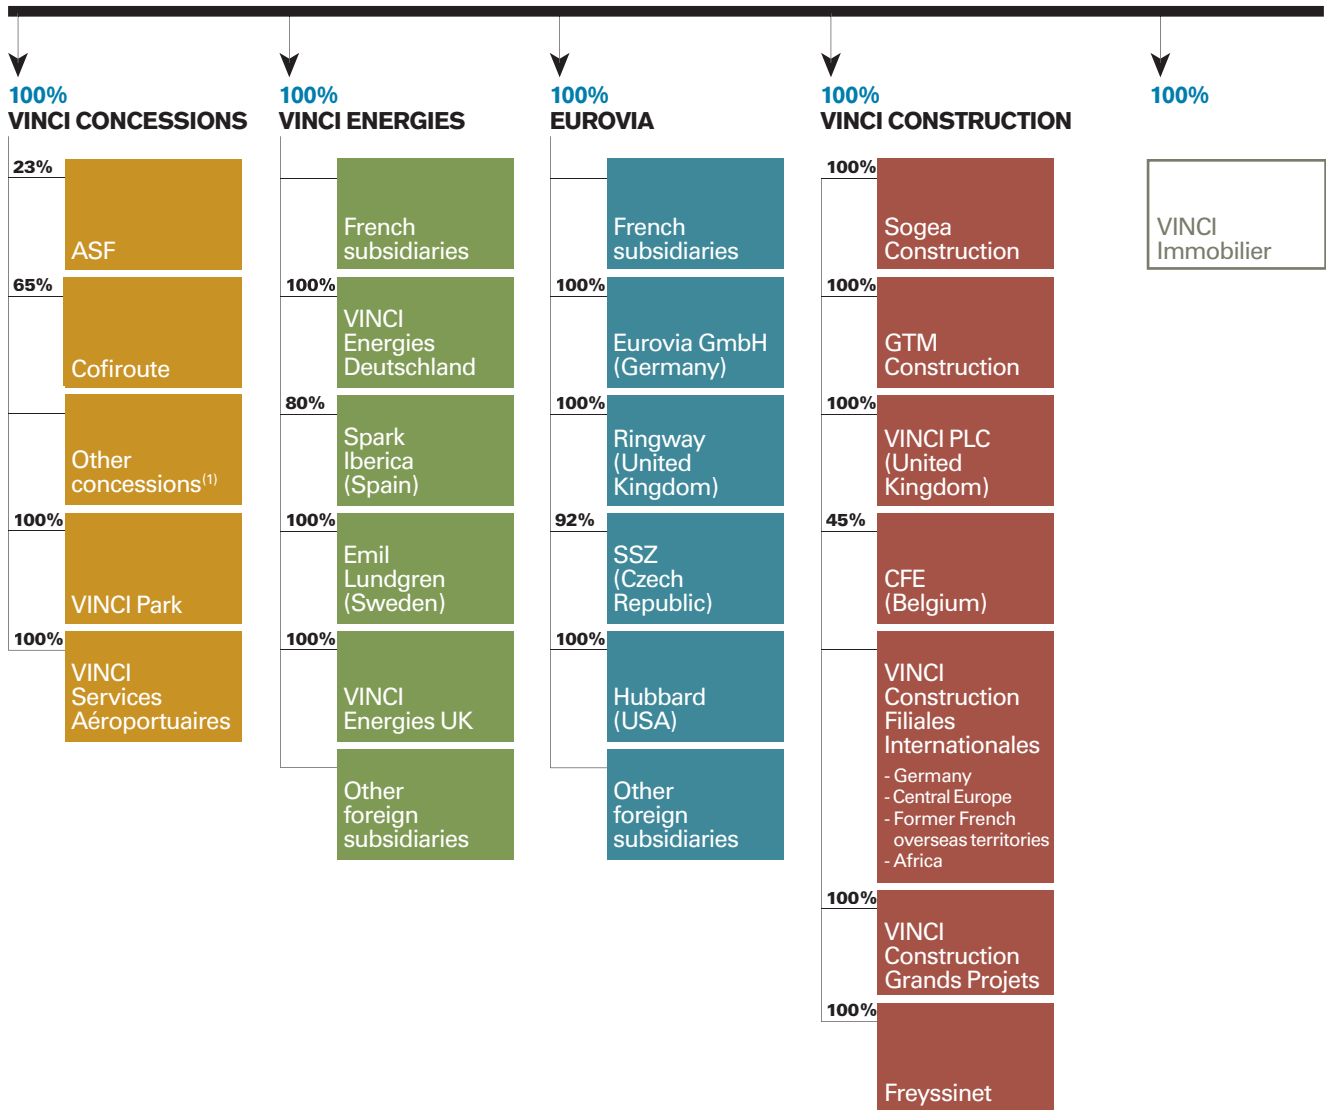 100%
VINCI CONCESSIONS
23%
ASF
65%
Cofiroute
Other
concessions(1)
100%
VINCI Park
100%
VINCI
Services
Aéroportuaires
100%
VINCI ENERGIES
French
subsidiaries
100%
VINCI
Energies
Deutschland
80%
Spark
Iberica
(Spain)
100%
Emil
Lundgren
(Sweden)
100%
VINCI
Energies UK
Other
foreign
subsidiaries
100%
EUROVIA
French
subsidiaries
100%
Eurovia GmbH
(Germany)
100%
Ringway
(United
Kingdom)
92%
SSZ
(Czech
Republic)
100%
Hubbard
(USA)
Other
foreign
subsidiaries
100%
VINCI CONSTRUCTION
100%
Sogea
Construction
100%
GTM
Construction
100%
VINCI PLC
(United
Kingdom)
45%
CFE
(Belgium)
VINCI
Construction
Filiales
Internationales
- Germany
- Central Europe
- Former French
overseas territories
- Africa
100%
VINCI
Construction
Grands Projets
100%
Freyssinet
100%
VINCI
Immobilier